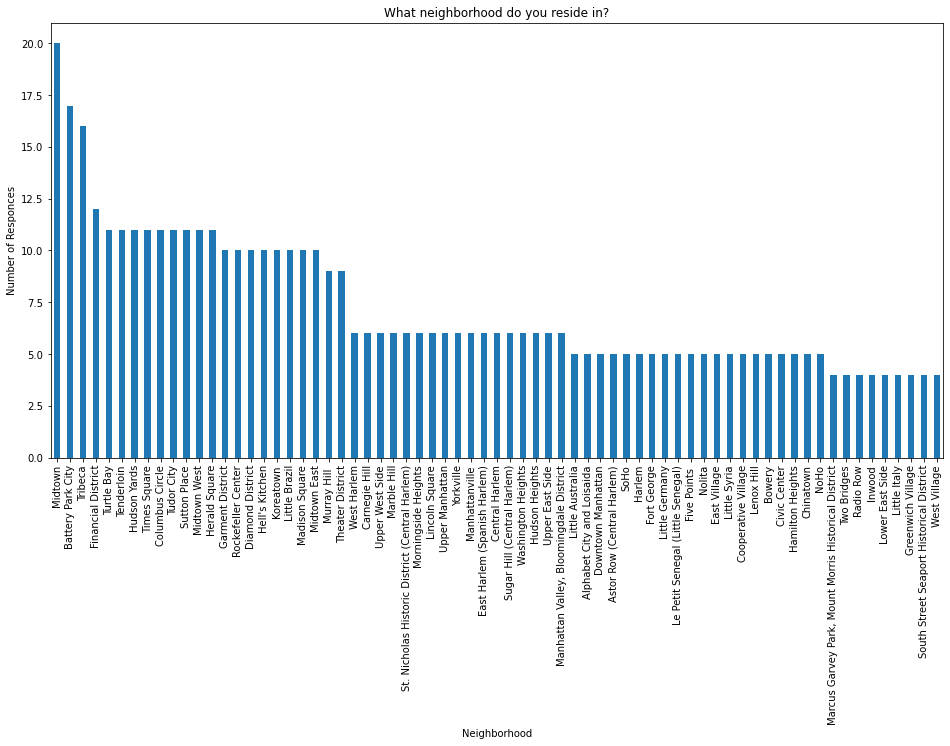 What neighborhood do you reside in?
Number of Responces
20.0
17.5
15.0
12.5
10.0
7.5
5.0
2.5
0.0
Midtown
Battery Park City
Tribeca
Financial District
Turtle Bay
Tenderloin
Hudson Yards
Times Square
Columbus Circle
Tudor City
Sutton Place
Midtown West
Herald Square
Garment District
Rockefeller Center
Diamond District
Hell's Kitchen
Koreatown
Little Brazil
Madison Square
Midtown East
Murray Hill
Theater District
West Harlem
Carnegie Hill
Upper West Side
Marble Hill
St. Nicholas Historic District (Central Harlem)
Morningside Heights
Lincoln Square
Upper Manhattan
Yorkville
Manhattanville
East Harlem (Spanish Harlem)
Central Harlem
Sugar Hill (Central Harlem)
Washington Heights
Hudson Heights
Upper East Side
Manhattan Valley, Bloomingdale District
Little Australia
Alphabet City and Loisaida
Downtown Manhattan
Astor Row (Central Harlem)
SoHo
Harlem
Fort George
Little Germany
Le Petit Senegal (Little Senegal)
Five Points
Nolita
East Village
Little Syria
Cooperative Village
Lenox Hill
Bowery
Civic Center
Hamilton Heights
Chinatown
NoHo
Marcus Garvey Park, Mount Morris Historical District
Two Bridges
Radio Row
Inwood
Lower East Side
Little Italy
Greenwich Village
South Street Seaport Historical District
West Village
Neighborhood